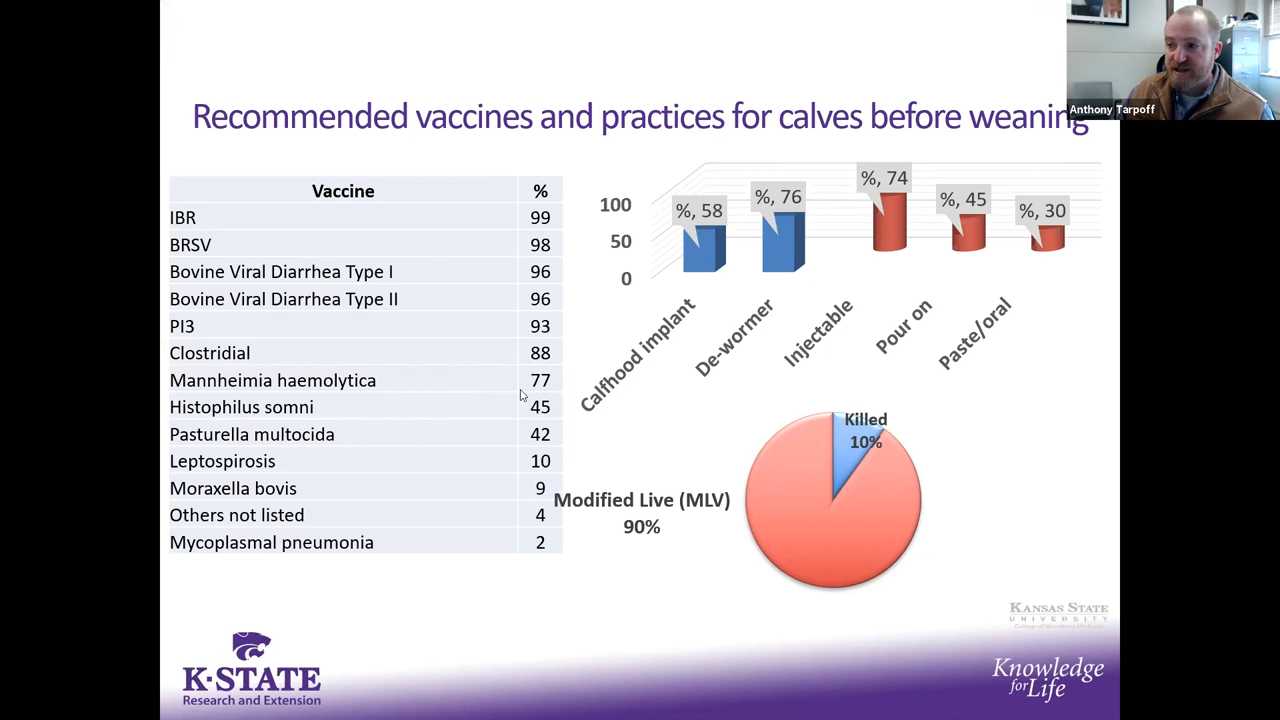 Anthony Tarpoff
Recommended vaccines and practices for calves before weaning
Vaccine %
IBR 99
BRSV 98
Bovine Viral Diarrhea Type I 96
Bovine Viral Diarrhea Type II 96
PI3 93
Clostridial 88
Mannheimia haemolytica 77
Histophilus somni 45
Pasturella multocida 42
Leptospirosis 10
Moraxella bovis 9
Others not listed 4
Mycoplasmal pneumonia 2
%, 58
%, 76
%, 74
%, 45
%, 30
100
50
0
Calfhood implant
De-wormer
Injectable
Pour on
Paste/oral
Killed
10%
Modified Live (MLV)
90%
KANSAS STATE
UNIVERSITY
College of Veterinary Medicine
K-STATE
Research and Extension
Knowledge
for Life